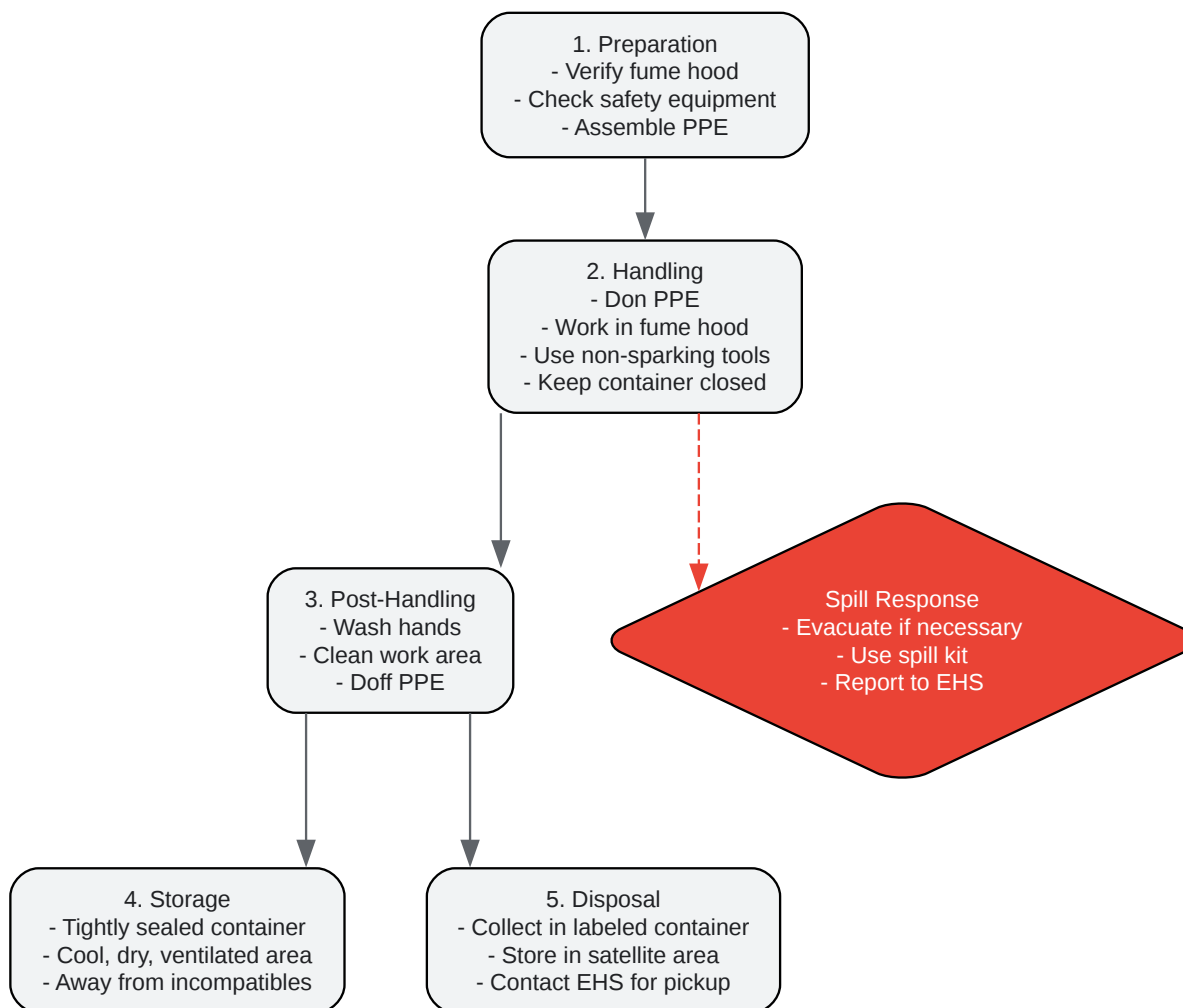 1. Preparation
- Verify fume hood
- Check safety equipment
- Assemble PPE
2. Handling
- Don PPE
- Work in fume hood
- Use non-sparking tools
- Keep container closed
3. Post-Handling
- Wash hands
- Clean work area
- Doff PPE
Spill Response
- Evacuate if necessary
- Use spill kit
- Report to EHS
4. Storage
- Tightly sealed container
- Cool, dry, ventilated area
- Away from incompatibles
5. Disposal
- Collect in labeled container
- Store in satellite area
- Contact EHS for pickup